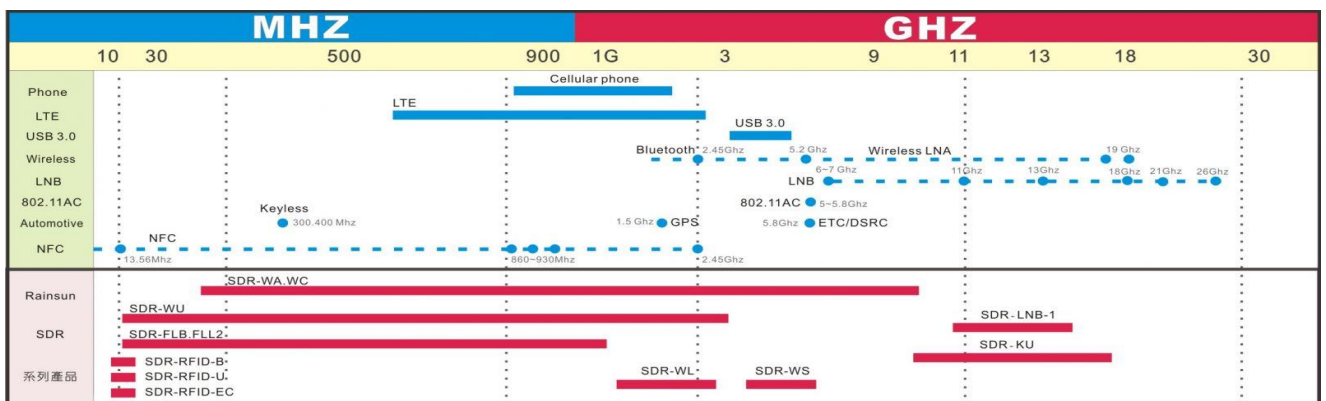 MHZ GHZ
10 30 500 900 1G 3 9 11 13 18 30
Phone Cellular phone
LTE LTE
USB 3.0 USB 3.0
Wireless Bluetooth 2.45Ghz 5.2 Ghz Wireless LNA 19 Ghz
LNB LNB 6~7 Ghz 11Ghz 13Ghz 18Ghz 21Ghz 26Ghz
802.11AC 802.11AC 5~5.8Ghz
Automotive Keyless 300.400 Mhz 1.5 Ghz GPS 5.8Ghz ETC/DSRC
NFC NFC 13.56Mhz 860~930Mhz 2.45Ghz
Rainsun SDR-WA.WC
SDR-WU SDR-LNB-1
SDR SDR-FLB.FLL2 SDR-KU
SDR-RFID-B SDR-WL SDR-WS
系列產品 SDR-RFID-U
SDR-RFID-EC